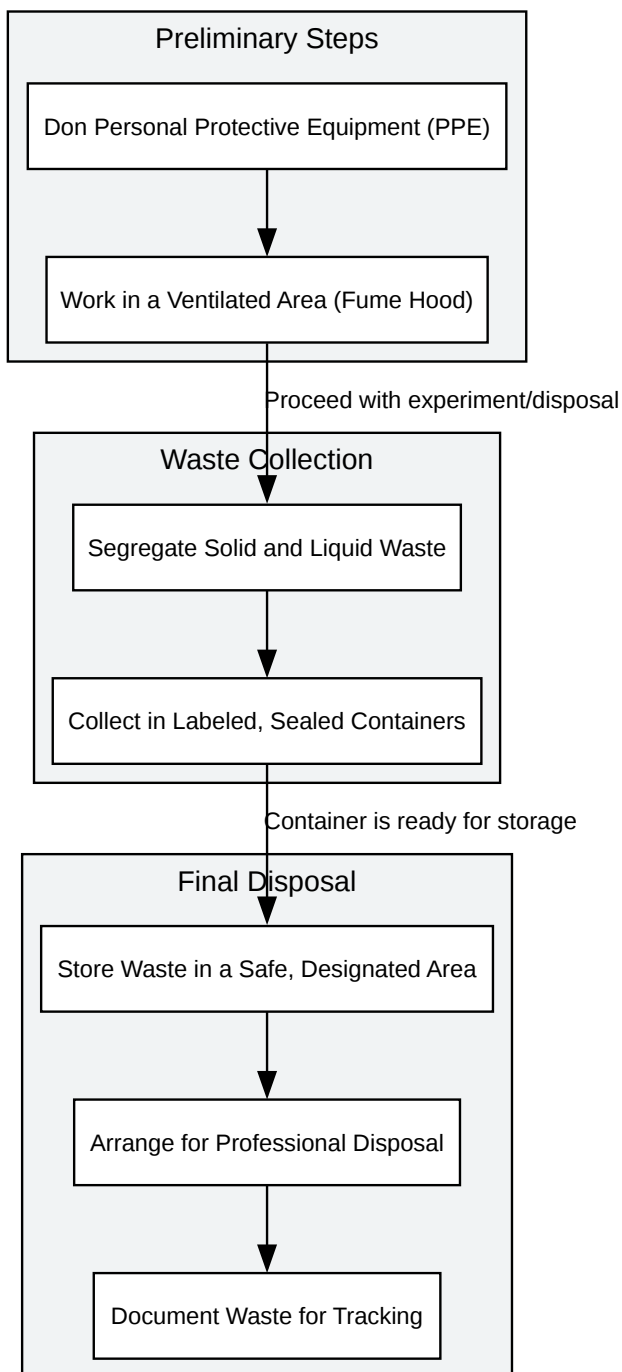 Preliminary Steps
Don Personal Protective Equipment (PPE)
Work in a Ventilated Area (Fume Hood)
Proceed with experiment/disposal
Waste Collection
Segregate Solid and Liquid Waste
Collect in Labeled, Sealed Containers
Container is ready for storage
Final Disposal
Store Waste in a Safe, Designated Area
Arrange for Professional Disposal
Document Waste for Tracking